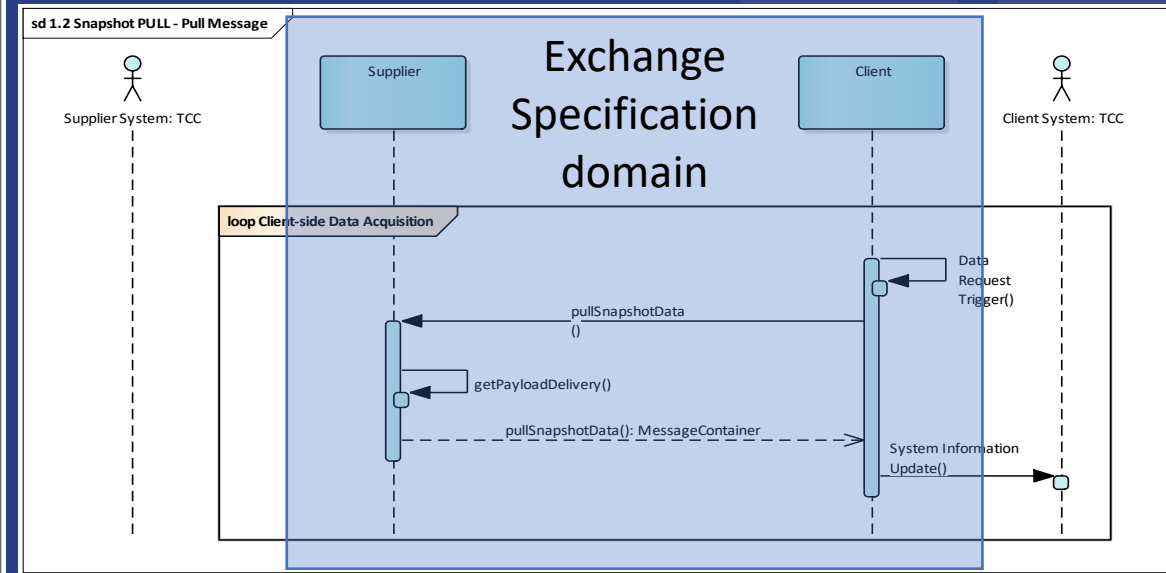 sd 1.2 Snapshot PULL - Pull Message
Exchange
Specification
domain
Supplier
Client
Supplier System: TCC
Client System: TCC
loop Client-side Data Acquisition
Data
Request
Trigger()
pullSnapshotData
()
getPayloadDelivery()
pullSnapshotData(): MessageContainer
System Information
Update()